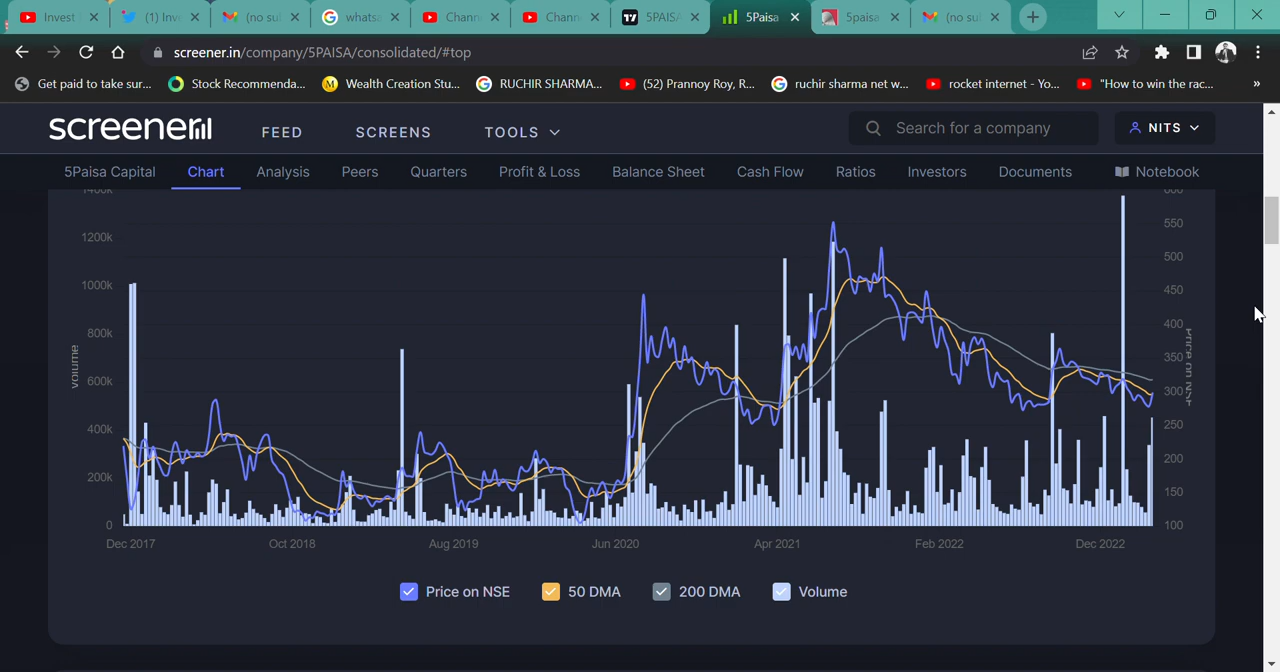 Invest
(1) Inv
(no su
whatsa
Chann
Chann
5PAISA
5Paisa
5paisa
(no su
screener.in/company/5PAISA/consolidated/#top
Get paid to take sur...
Stock Recommenda...
Wealth Creation Stu...
RUCHIR SHARMA...
(52) Prannoy Roy, R...
ruchir sharma net w...
rocket internet - Yo...
"How to win the rac...
»
screener
FEED
SCREENS
TOOLS
Search for a company
NITS
5Paisa Capital
Chart
Analysis
Peers
Quarters
Profit & Loss
Balance Sheet
Cash Flow
Ratios
Investors
Documents
Notebook
1400k
1200k
1000k
800k
600k
400k
200k
0
volume
600
550
500
450
400
350
300
250
200
150
100
Dec 2017
Oct 2018
Aug 2019
Jun 2020
Apr 2021
Feb 2022
Dec 2022
Price on NSE
50 DMA
200 DMA
Volume